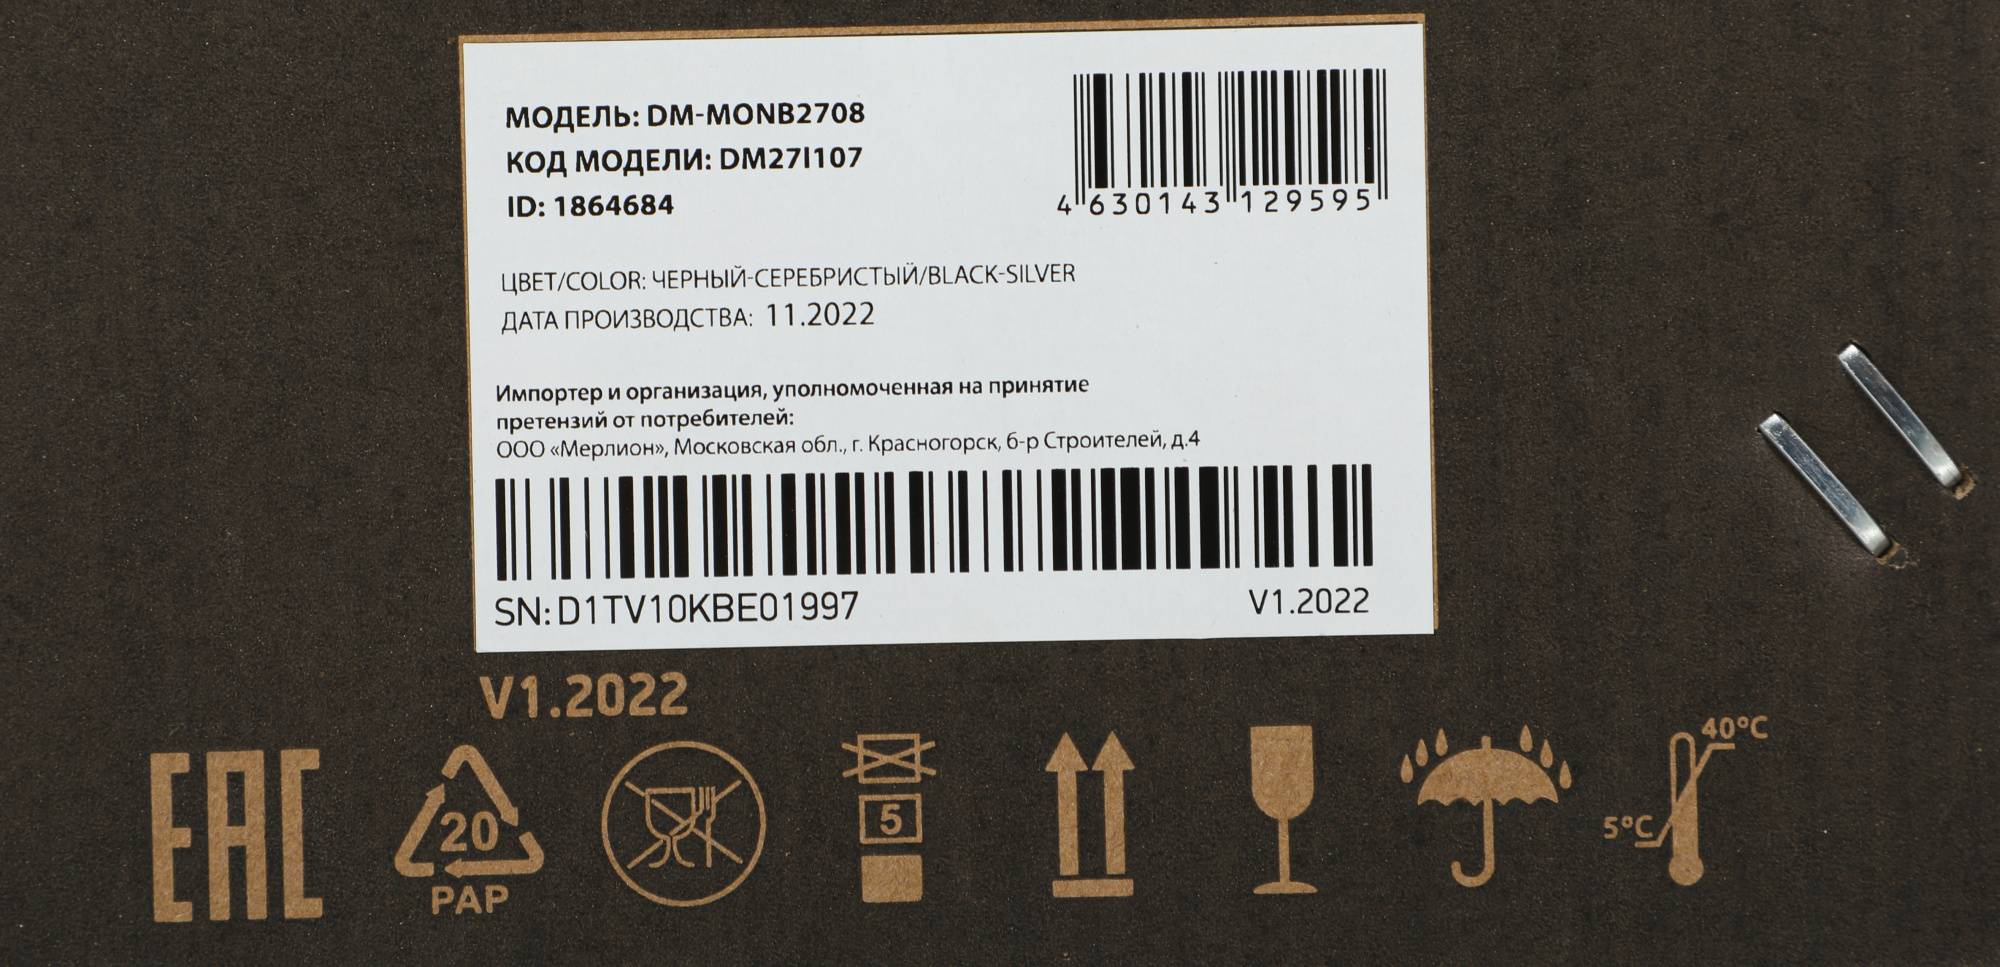 МОДЕЛЬ: DM-MONB2708
КОД МОДЕЛИ: DM27I107
ID: 1864684
4 630143 129595
ЦВЕТ/COLOR: ЧЕРНЫЙ-СЕРЕБРИСТЫЙ/BLACK-SILVER
ДАТА ПРОИЗВОДСТВА: 11.2022
Импортер и организация, уполномоченная на принятие
претензий от потребителей:
ООО «Мерлион», Московская обл., г. Красногорск, б-р Строителей, д.4
SN: D1TV10KBE01997
V1.2022
V1.2022
EAC
20
PAP
5
40°C
5°C